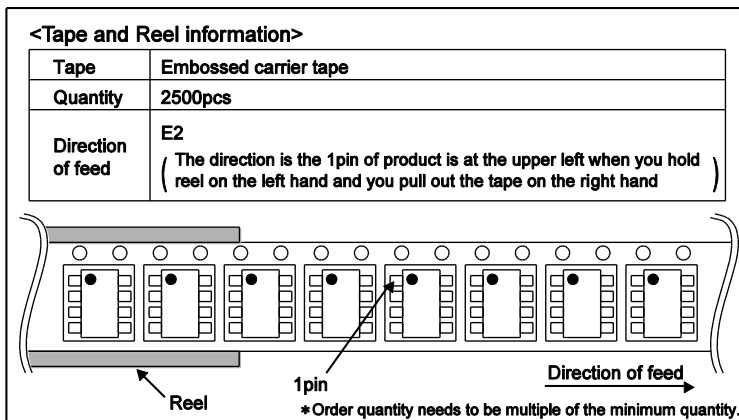 <Tape and Reel information>
Tape Embossed carrier tape
Quantity 2500pcs
Direction
of feed
E2
( The direction is the 1pin of product is at the upper left when you hold
reel on the left hand and you pull out the tape on the right hand )
Direction of feed
1pin
Reel
*Order quantity needs to be multiple of the minimum quantity.